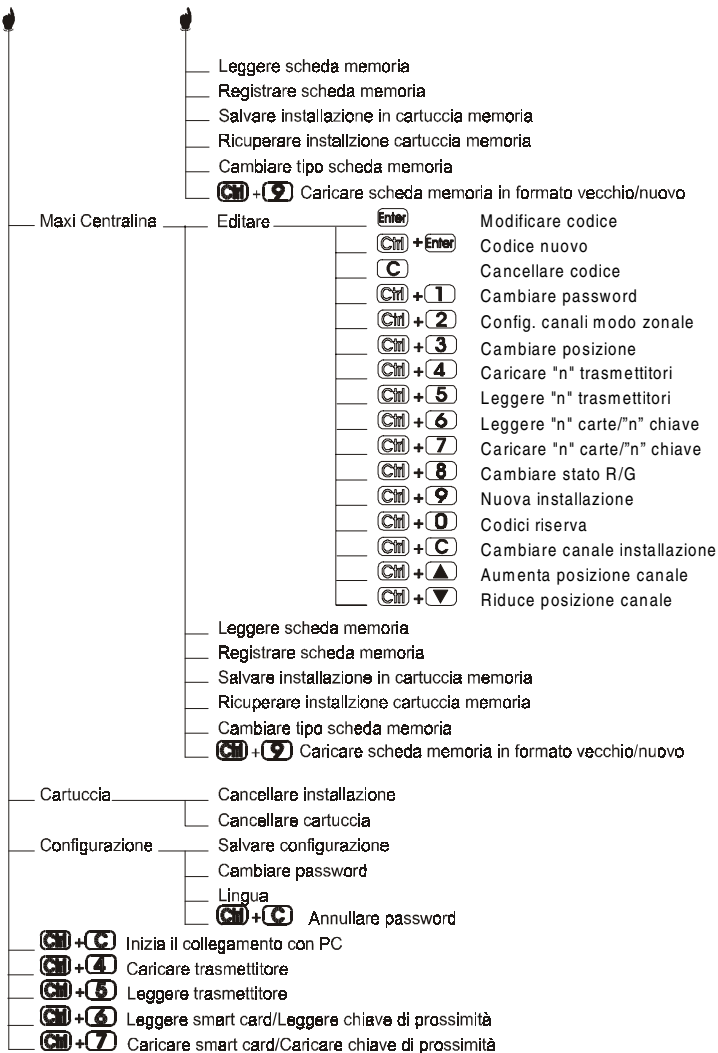 Leggere scheda memoria
Registrare scheda memoria
Salvare installazione in cartuccia memoria
Ricuperare installzione cartuccia memoria
Cambiare tipo scheda memoria
Ctrl + 9 Caricare scheda memoria in formato vecchio/nuovo
Maxi Centralina Editare Enter Modificare codice
Ctrl + Enter Codice nuovo
C Cancellare codice
Ctrl + 1 Cambiare password
Ctrl + 2 Config. canali modo zonale
Ctrl + 3 Cambiare posizione
Ctrl + 4 Caricare "n" trasmettitori
Ctrl + 5 Leggere "n" trasmettitori
Ctrl + 6 Leggere "n" carte/"n” chiave
Ctrl + 7 Caricare "n" carte/"n” chiave
Ctrl + 8 Cambiare stato R/G
Ctrl + 9 Nuova installazione
Ctrl + 0 Codici riserva
Ctrl + C Cambiare canale installazione
Ctrl + ▲ Aumenta posizione canale
Ctrl + ▼ Riduce posizione canale
Leggere scheda memoria
Registrare scheda memoria
Salvare installazione in cartuccia memoria
Ricuperare installzione cartuccia memoria
Cambiare tipo scheda memoria
Ctrl + 9 Caricare scheda memoria in formato vecchio/nuovo
Cartuccia Cancellare installazione
Cancellare cartuccia
Configurazione Salvare configurazione
Cambiare password
Lingua
Ctrl + C Annullare password
Ctrl + C Inizia il collegamento con PC
Ctrl + 4 Caricare trasmettitore
Ctrl + 5 Leggere trasmettitore
Ctrl + 6 Leggere smart card/Leggere chiave di prossimità
Ctrl + 7 Caricare smart card/Caricare chiave di prossimità